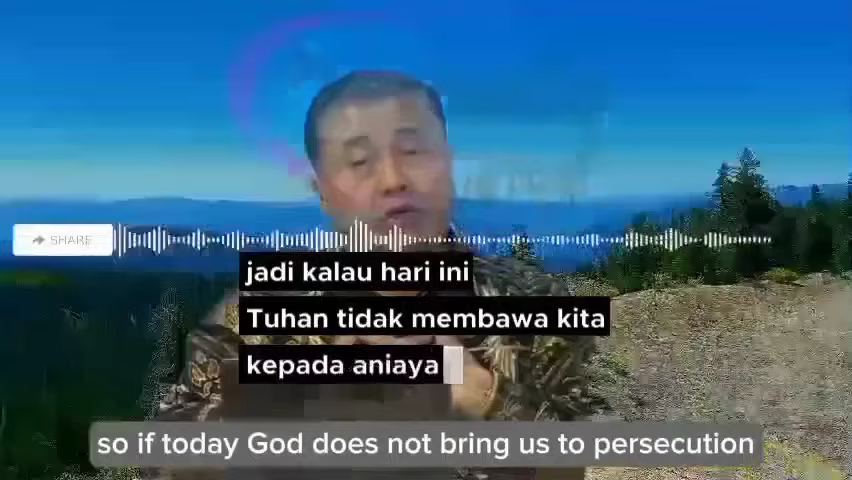 SHARE
jadi kalau hari ini
Tuhan tidak membawa kita
kepada aniaya
so if today God does not bring us to persecution